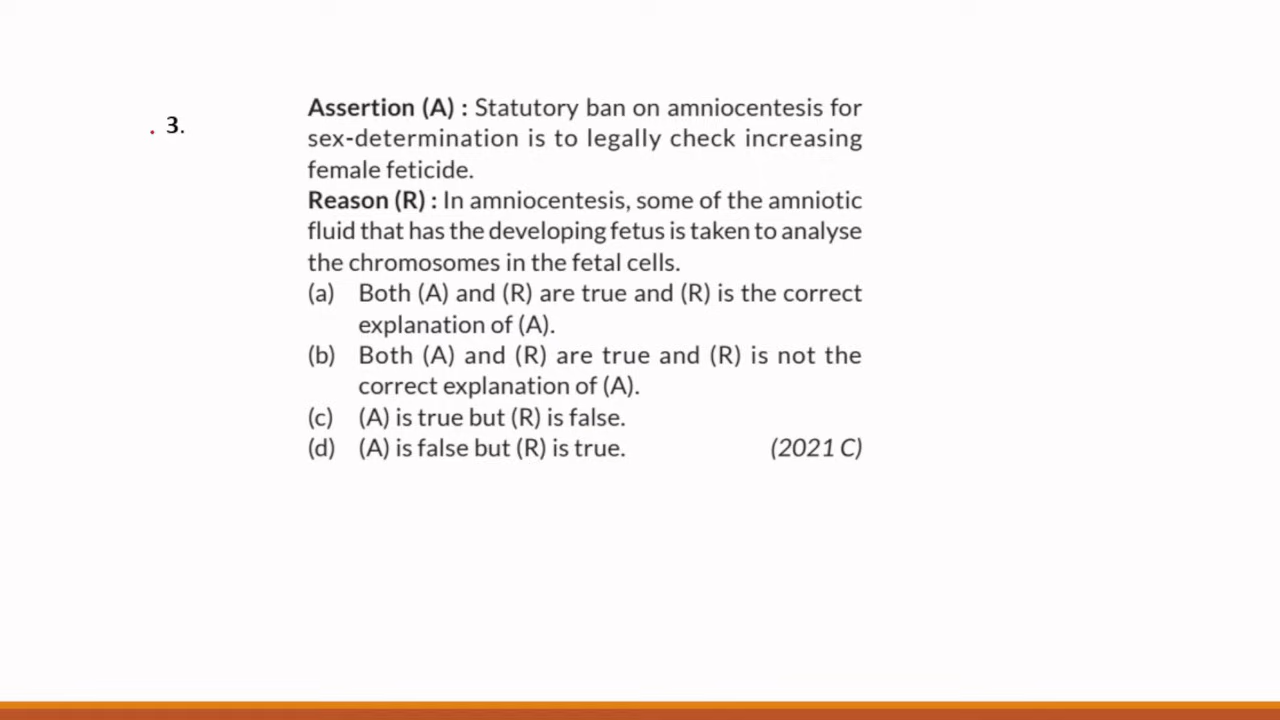 . 3.
Assertion (A) : Statutory ban on amniocentesis for
sex-determination is to legally check increasing
female feticide.
Reason (R) : In amniocentesis, some of the amniotic
fluid that has the developing fetus is taken to analyse
the chromosomes in the fetal cells.
(a) Both (A) and (R) are true and (R) is the correct
explanation of (A).
(b) Both (A) and (R) are true and (R) is not the
correct explanation of (A).
(c) (A) is true but (R) is false.
(d) (A) is false but (R) is true. (2021 C)